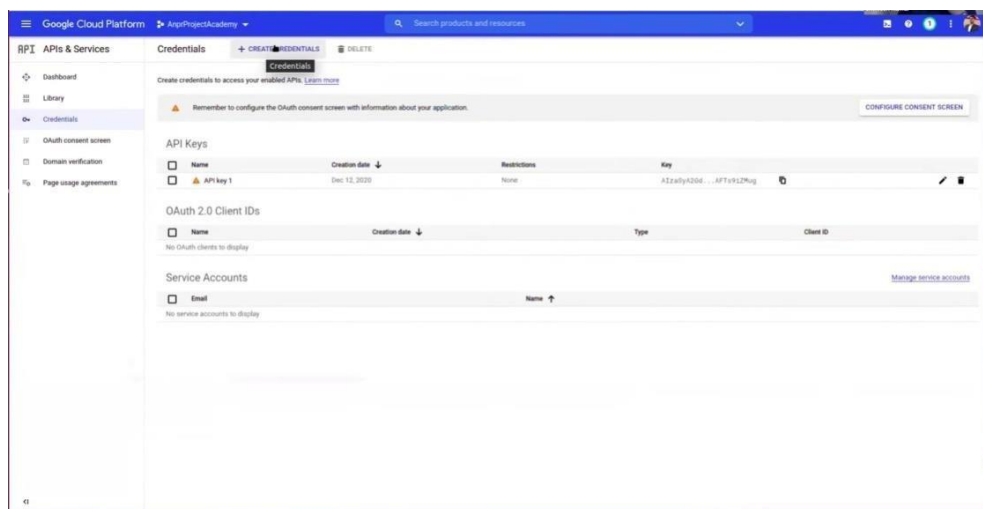 Google Cloud Platform AnprProjectAcademy Search products and resources 1
API APIs & Services
Credentials + CREATE CREDENTIALS DELETE
Credentials
Dashboard
Library
Credentials
OAuth consent screen
Domain verification
Page usage agreements
Create credentials to access your enabled APIs. Learn more
Remember to configure the OAuth consent screen with information about your application. CONFIGURE CONSENT SCREEN
API Keys
Name Creation date Restrictions Key
API key 1 Dec 12, 2020 None
OAuth 2.0 Client IDs
Name Creation date Type Client ID
No OAuth clients to display
Service Accounts Manage service accounts
Email Name
No service accounts to display